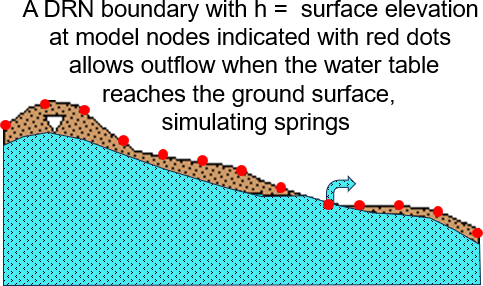 A DRN boundary with h = surface elevation
at model nodes indicated with red dots
allows outflow when the water table
reaches the ground surface,
simulating springs